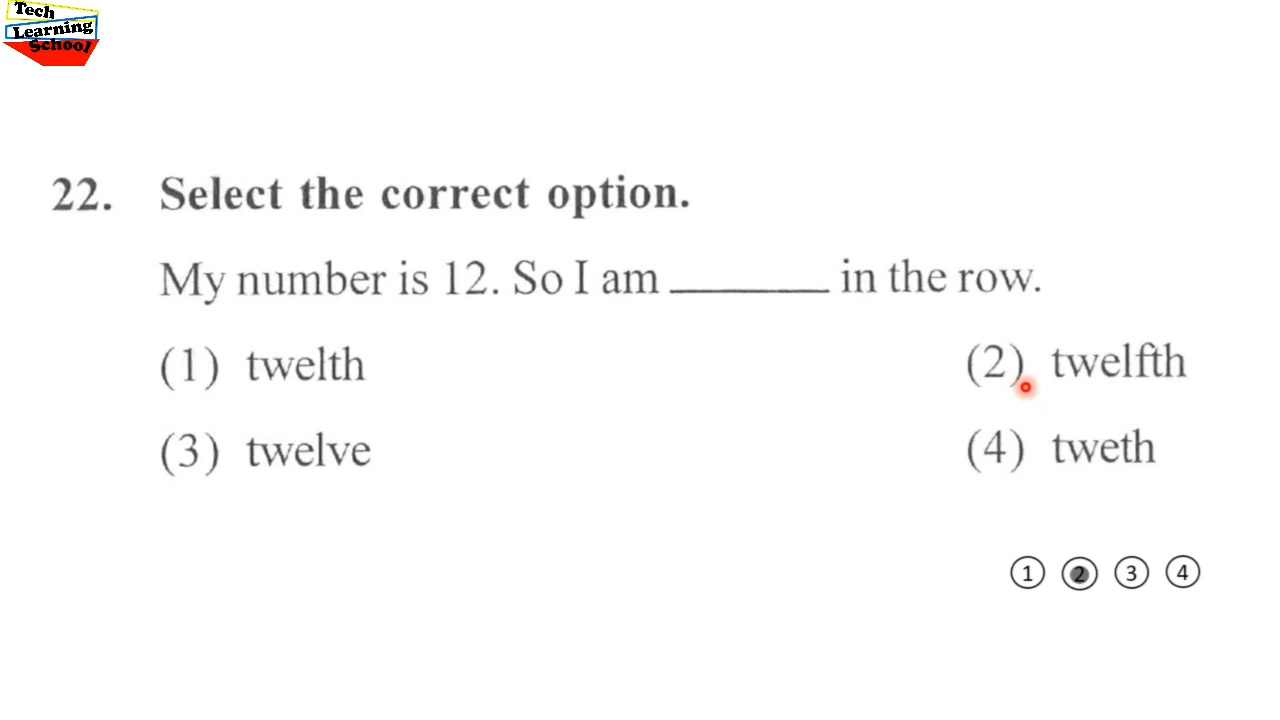 Tech
Learning
School
22. Select the correct option.
My number is 12. So I am ________ in the row.
(1) twelth (2) twelfth
(3) twelve (4) tweth
1 2 3 4